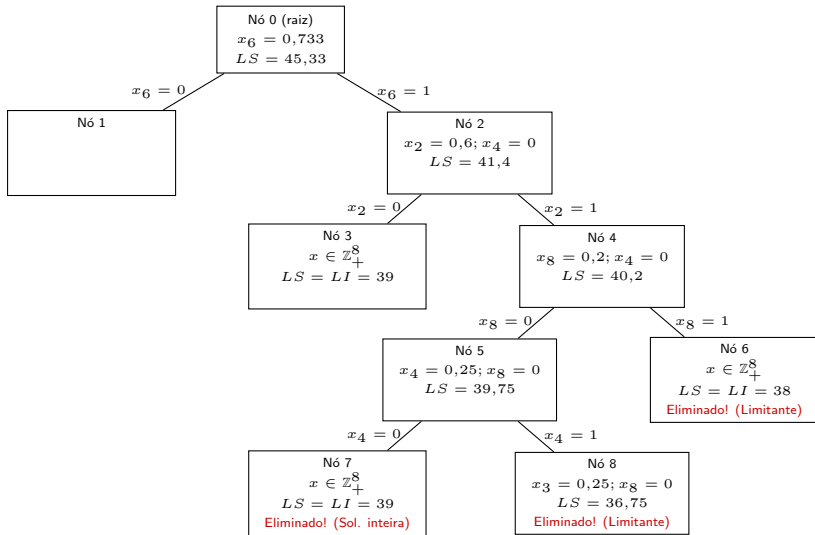 Nó 0 (raiz)
x₆ = 0,733
LS = 45,33
x₆ = 0
x₆ = 1
Nó 1
Nó 2
x₂ = 0,6; x₄ = 0
LS = 41,4
x₂ = 0
x₂ = 1
Nó 3
x ∈ ℤ⁸₊
LS = LI = 39
Nó 4
x₈ = 0,2; x₄ = 0
LS = 40,2
x₈ = 0
x₈ = 1
Nó 5
x₄ = 0,25; x₈ = 0
LS = 39,75
Nó 6
x ∈ ℤ⁸₊
LS = LI = 38
Eliminado! (Limitante)
x₄ = 0
x₄ = 1
Nó 7
x ∈ ℤ⁸₊
LS = LI = 39
Eliminado! (Sol. inteira)
Nó 8
x₃ = 0,25; x₈ = 0
LS = 36,75
Eliminado! (Limitante)